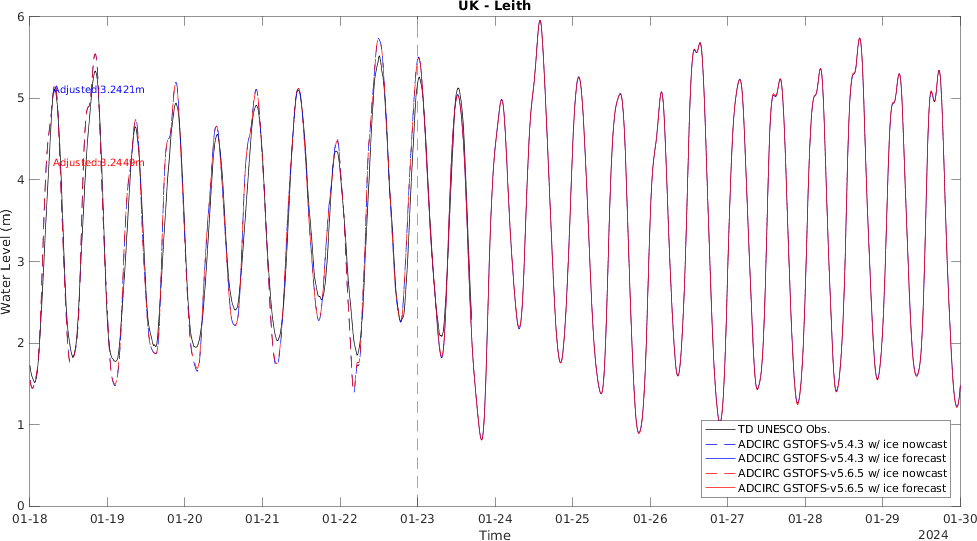 UK - Leith
6
5
4
3
2
1
0
Water Level (m)
Adjusted:3.2421m
Adjusted:3.2449m
TD UNESCO Obs.
ADCIRC GSTOFS-v5.4.3 w/ ice nowcast
ADCIRC GSTOFS-v5.4.3 w/ ice forecast
ADCIRC GSTOFS-v5.6.5 w/ ice nowcast
ADCIRC GSTOFS-v5.6.5 w/ ice forecast
01-18 01-19 01-20 01-21 01-22 01-23 01-24 01-25 01-26 01-27 01-28 01-29 01-30
Time
2024